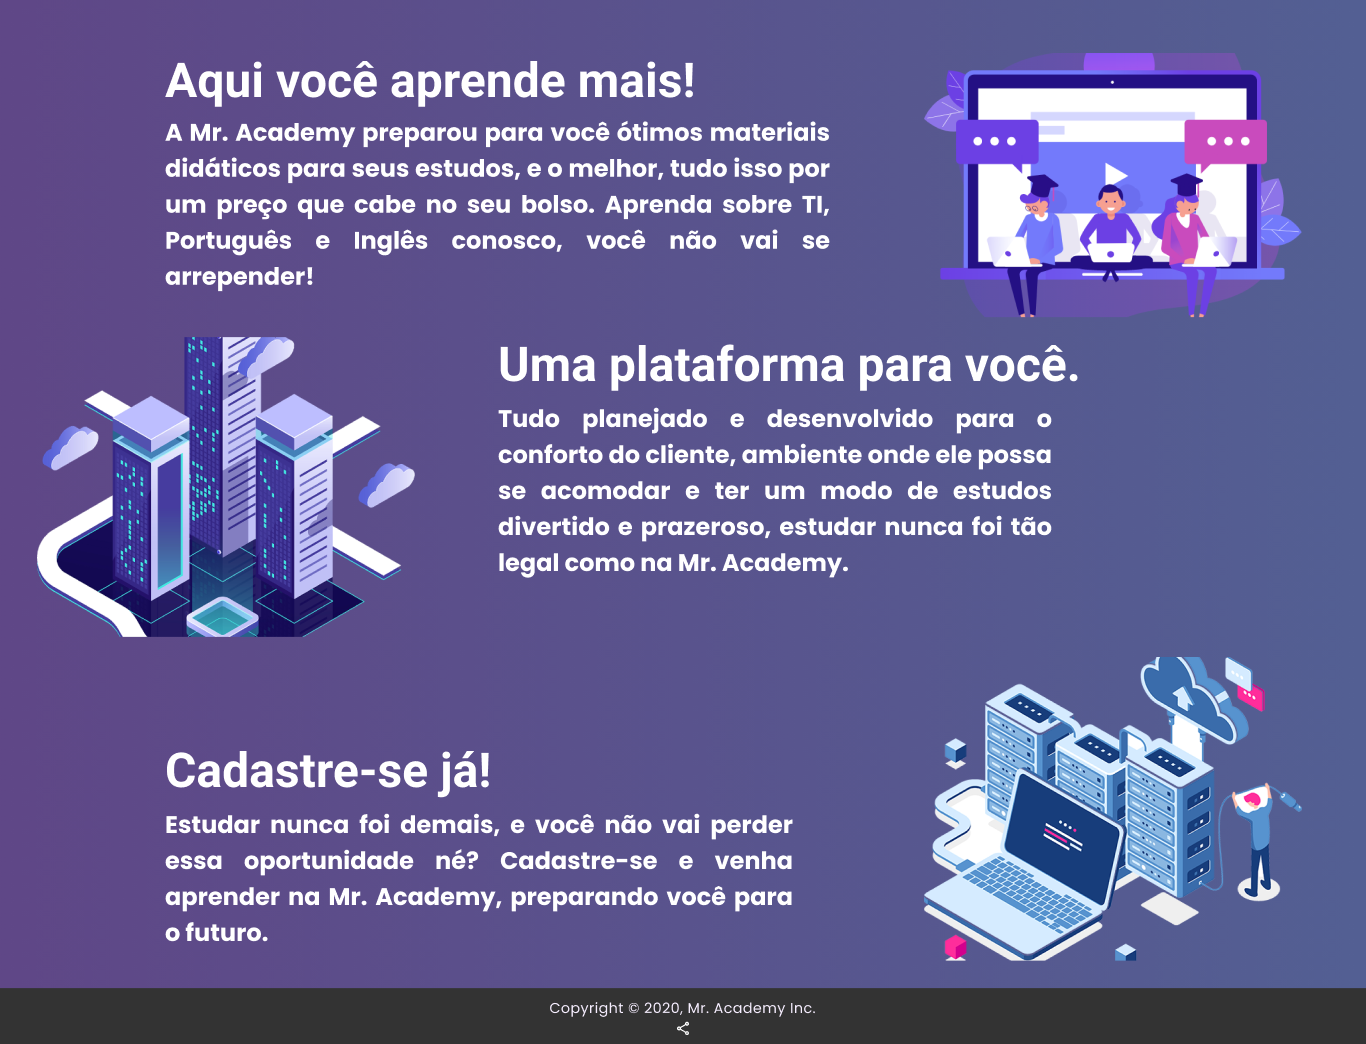 Aqui você aprende mais!
A Mr. Academy preparou para você ótimos materiais
didáticos para seus estudos, e o melhor, tudo isso por
um preço que cabe no seu bolso. Aprenda sobre TI,
Português e Inglês conosco, você não vai se
arrepender!
Uma plataforma para você.
Tudo planejado e desenvolvido para o
conforto do cliente, ambiente onde ele possa
se acomodar e ter um modo de estudos
divertido e prazeroso, estudar nunca foi tão
legal como na Mr. Academy.
Cadastre-se já!
Estudar nunca foi demais, e você não vai perder
essa oportunidade né? Cadastre-se e venha
aprender na Mr. Academy, preparando você para
o futuro.
Copyright © 2020, Mr. Academy Inc.